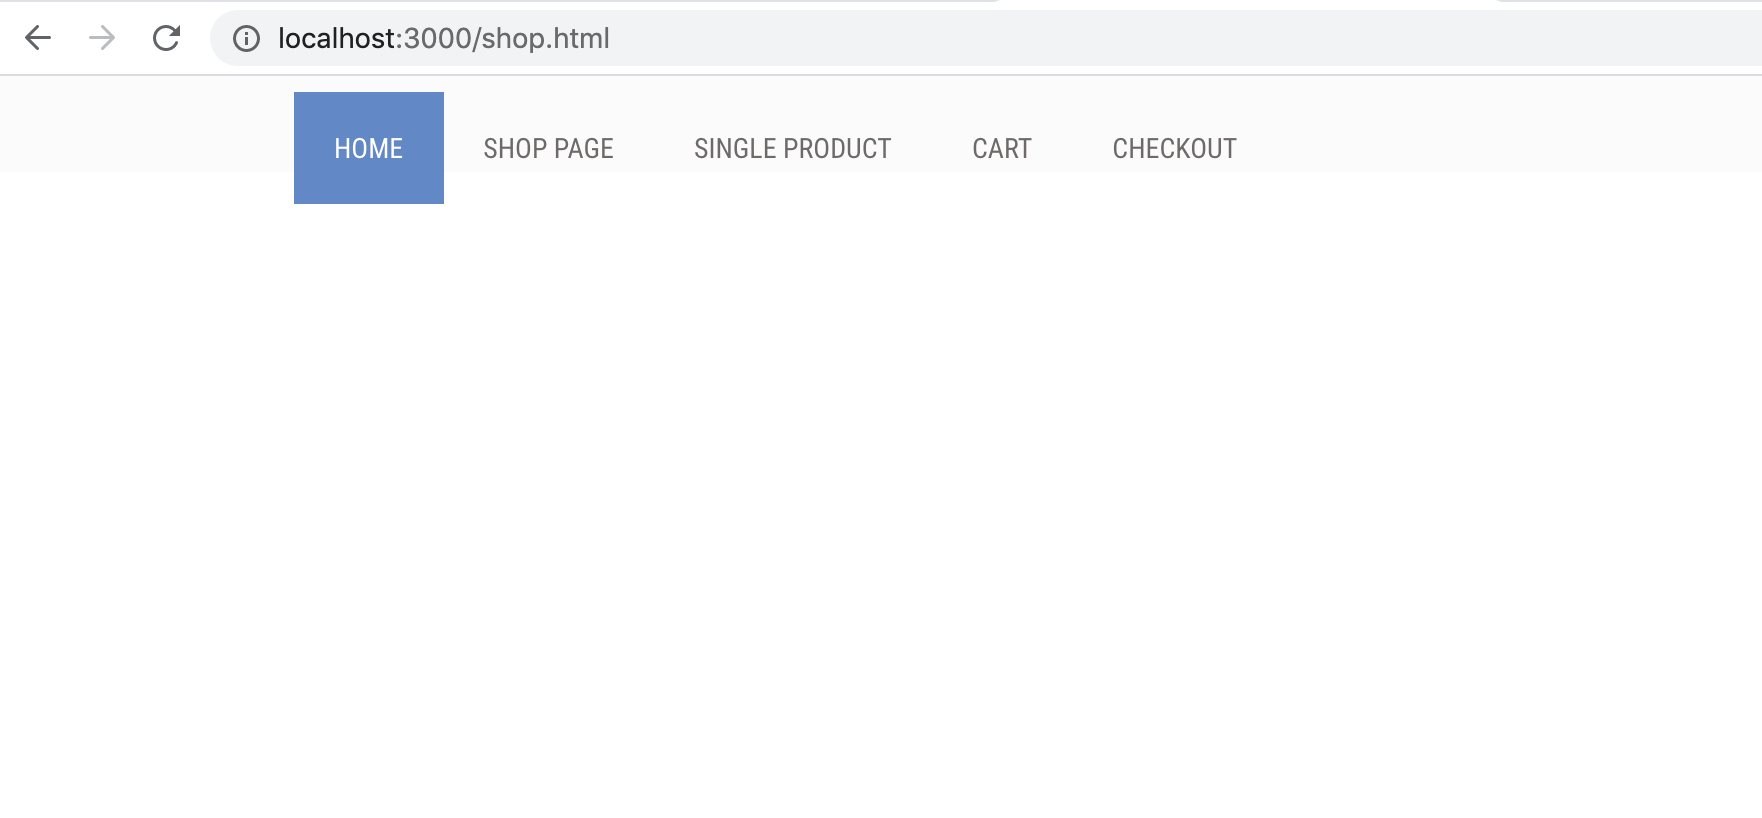 localhost:3000/shop.html
HOME SHOP PAGE SINGLE PRODUCT CART CHECKOUT